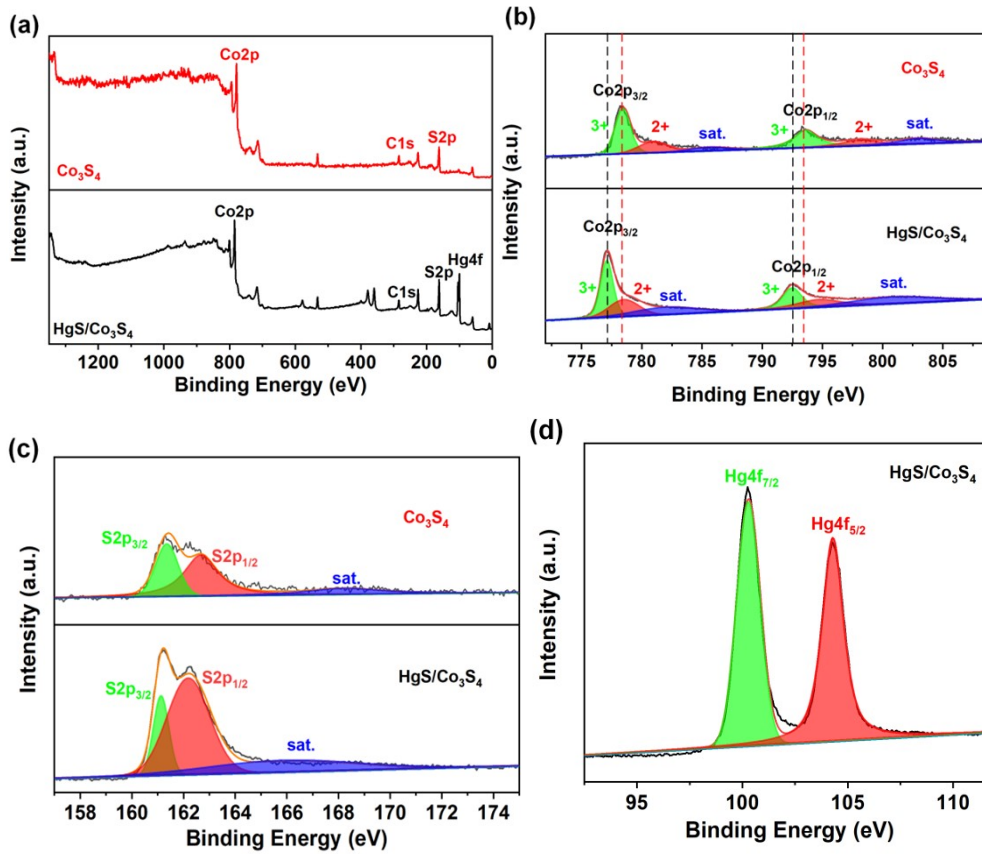 (a)
Co2p
C1s
S2p
Co₃S₄
Co2p
Hg4f
S2p
C1s
HgS/Co₃S₄
Intensity (a.u.)
1200 1000 800 600 400 200 0
Binding Energy (eV)
(b)
Co₃S₄
Co2p₃/₂
Co2p₁/₂
3+ 2+ sat. 3+ 2+ sat.
Co2p₃/₂
HgS/Co₃S₄
Co2p₁/₂
3+ 2+ sat. 3+ 2+ sat.
Intensity (a.u.)
775 780 785 790 795 800 805
Binding Energy (eV)
(c)
Co₃S₄
S2p₃/₂
S2p₁/₂
sat.
S2p₃/₂
S2p₁/₂
HgS/Co₃S₄
sat.
Intensity (a.u.)
158 160 162 164 166 168 170 172 174
Binding Energy (eV)
(d)
HgS/Co₃S₄
Hg4f₇/₂
Hg4f₅/₂
Intensity (a.u.)
95 100 105 110
Binding Energy (eV)